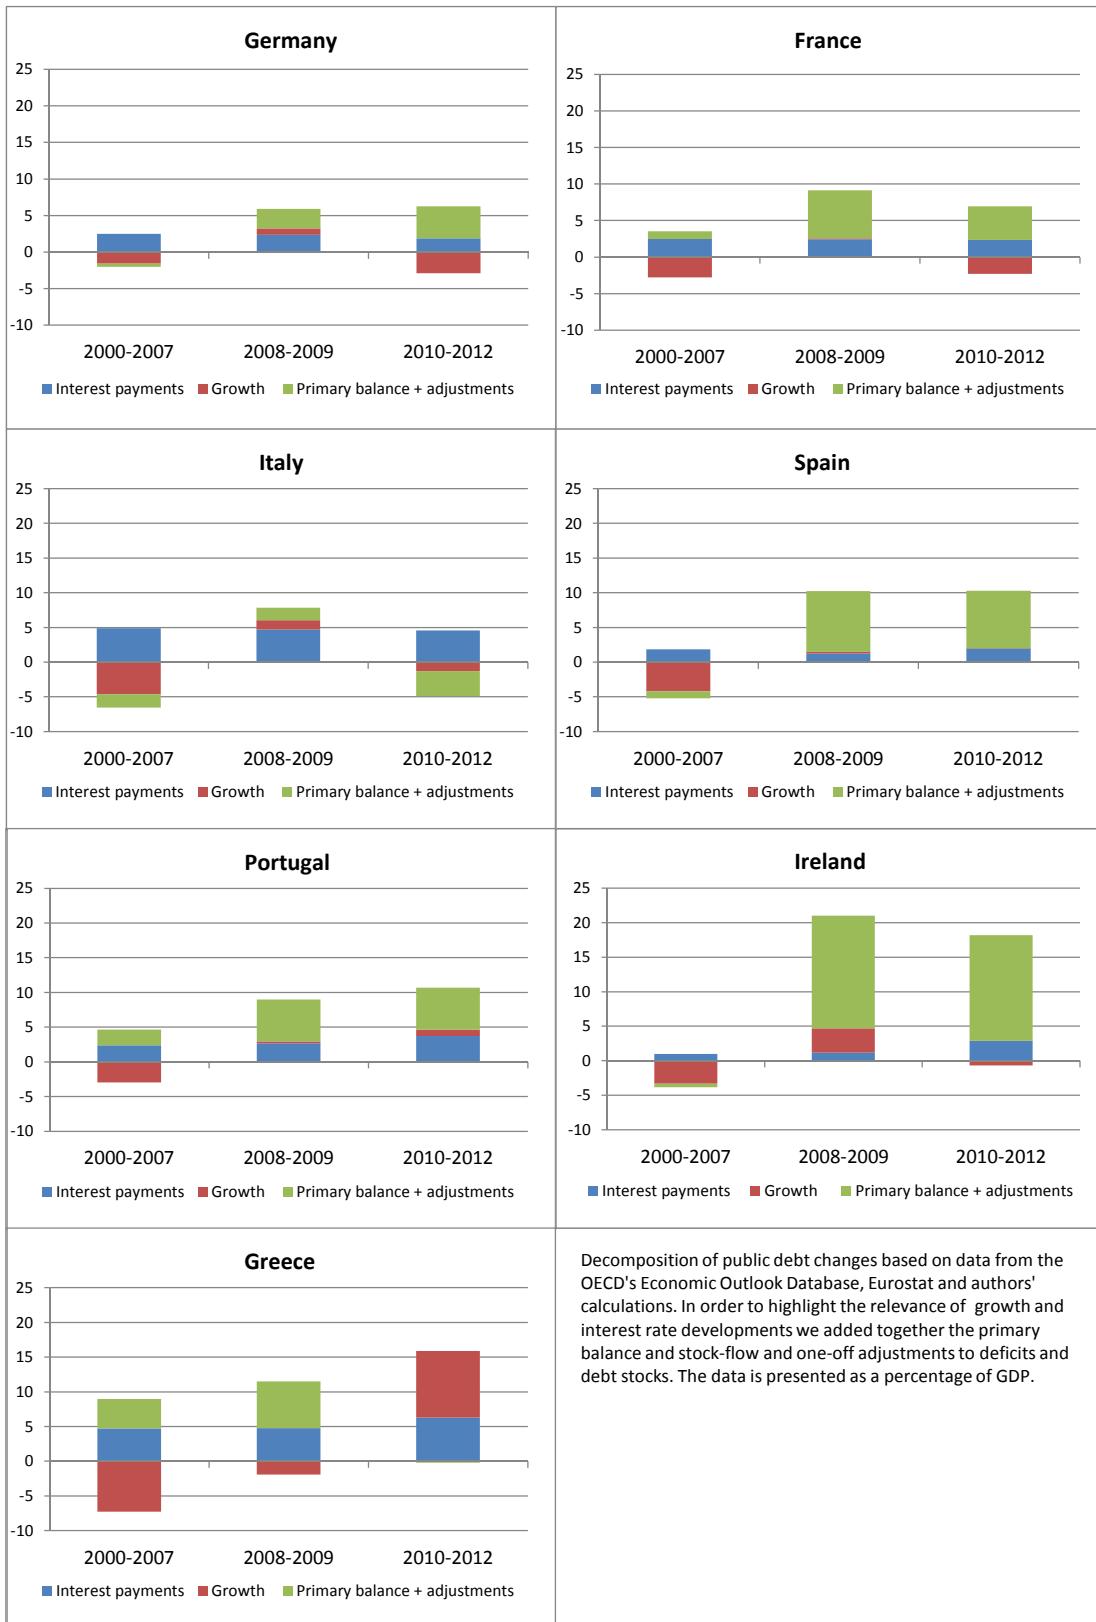 Germany
25
20
15
10
5
0
-5
-10
2000-2007 2008-2009 2010-2012
Interest payments Growth Primary balance + adjustments
France
25
20
15
10
5
0
-5
-10
2000-2007 2008-2009 2010-2012
Interest payments Growth Primary balance + adjustments
Italy
25
20
15
10
5
0
-5
-10
2000-2007 2008-2009 2010-2012
Interest payments Growth Primary balance + adjustments
Spain
25
20
15
10
5
0
-5
-10
2000-2007 2008-2009 2010-2012
Interest payments Growth Primary balance + adjustments
Portugal
25
20
15
10
5
0
-5
-10
2000-2007 2008-2009 2010-2012
Interest payments Growth Primary balance + adjustments
Ireland
25
20
15
10
5
0
-5
-10
2000-2007 2008-2009 2010-2012
Interest payments Growth Primary balance + adjustments
Greece
25
20
15
10
5
0
-5
-10
2000-2007 2008-2009 2010-2012
Interest payments Growth Primary balance + adjustments
Decomposition of public debt changes based on data from the
OECD's Economic Outlook Database, Eurostat and authors'
calculations. In order to highlight the relevance of growth and
interest rate developments we added together the primary
balance and stock-flow and one-off adjustments to deficits and
debt stocks. The data is presented as a percentage of GDP.